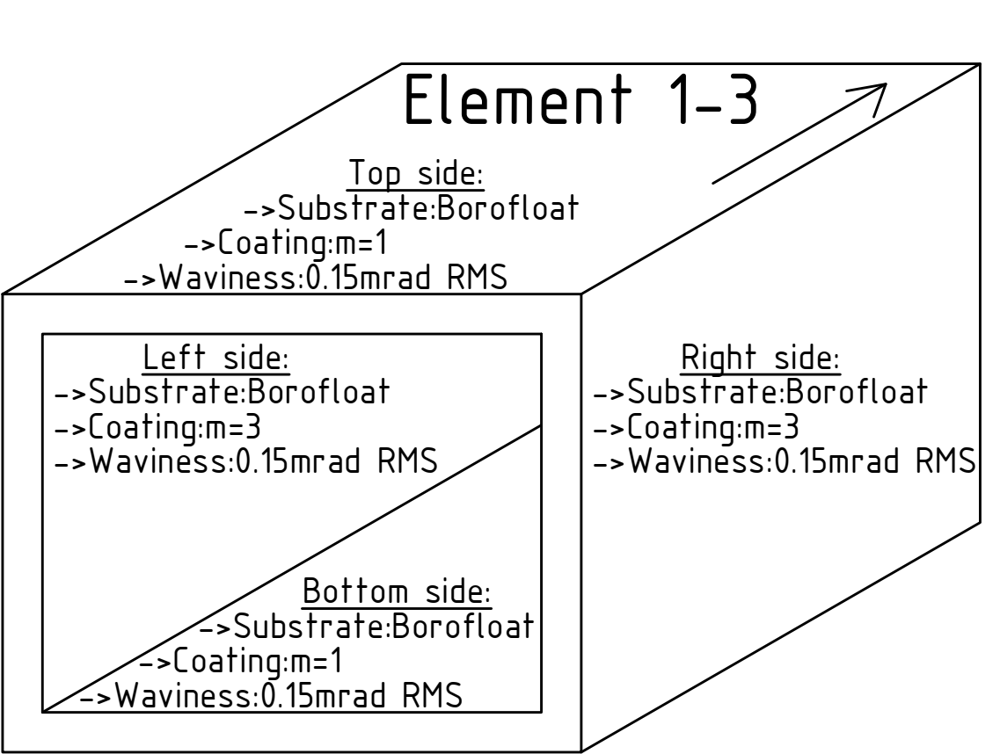 Element 1-3
Top side:
->Substrate:Borofloat
->Coating:m=1
->Waviness:0.15mrad RMS
Left side:
->Substrate:Borofloat
->Coating:m=3
->Waviness:0.15mrad RMS
Right side:
->Substrate:Borofloat
->Coating:m=3
->Waviness:0.15mrad RMS
Bottom side:
->Substrate:Borofloat
->Coating:m=1
->Waviness:0.15mrad RMS